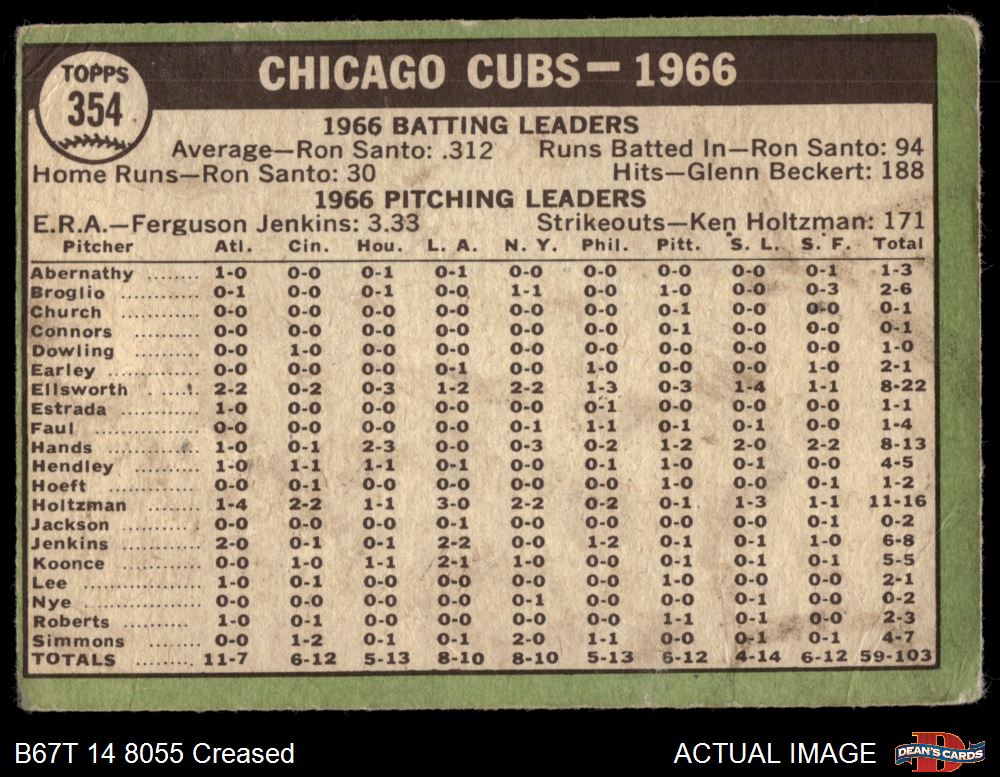 TOPPS
354
CHICAGO CUBS—1966
1966 BATTING LEADERS
Average—Ron Santo: .312 Runs Batted In—Ron Santo: 94
Home Runs—Ron Santo: 30 Hits—Glenn Beckert: 188
1966 PITCHING LEADERS
E.R.A.—Ferguson Jenkins: 3.33 Strikeouts—Ken Holtzman: 171
Pitcher Atl. Cin. Hou. L. A. N. Y. Phil. Pitt. S. L. S. F. Total
Abernathy ........ 1-0 0-0 0-1 0-1 0-0 0-0 0-0 0-0 0-1 1-3
Broglio ............ 0-1 0-0 0-1 0-0 1-1 0-0 1-0 0-0 0-3 2-6
Church ............ 0-0 0-0 0-0 0-0 0-0 0-0 0-1 0-0 0-0 0-1
Connors .......... 0-0 0-0 0-0 0-0 0-0 0-0 0-1 0-0 0-0 0-1
Dowling .......... 0-0 1-0 0-0 0-0 0-0 0-0 0-0 0-0 0-0 1-0
Earley ............ 0-0 0-0 0-0 0-1 0-0 1-0 0-0 0-0 1-0 2-1
Ellsworth ........ 2-2 0-2 0-3 1-2 2-2 1-3 0-3 1-4 1-1 8-22
Estrada .......... 1-0 0-0 0-0 0-0 0-0 0-1 0-0 0-0 0-0 1-1
Faul ................ 0-0 0-0 0-0 0-0 0-1 1-1 0-1 0-1 0-0 1-4
Hands ............ 1-0 0-1 2-3 0-0 0-3 0-2 1-2 2-0 2-2 8-13
Hendley .......... 1-0 1-1 1-1 0-1 0-0 0-0 1-0 0-1 0-0 4-5
Hoeft .............. 0-0 0-1 0-0 0-0 0-0 0-0 1-0 0-0 0-1 1-2
Holtzman ........ 1-4 2-2 1-1 3-0 2-2 0-2 0-1 1-3 1-1 11-16
Jackson .......... 0-0 0-0 0-0 0-1 0-0 0-0 0-0 0-0 0-1 0-2
Jenkins ............ 2-0 0-1 0-1 2-2 0-0 1-2 0-1 0-1 1-0 6-8
Koonce .......... 0-0 1-0 1-1 2-1 1-0 0-0 0-1 0-1 0-1 5-5
Lee .................. 1-0 0-1 0-0 0-0 0-0 0-0 1-0 0-0 0-0 2-1
Nye .................. 0-0 0-0 0-0 0-0 0-1 0-0 0-0 0-1 0-0 0-2
Roberts .......... 1-0 0-1 0-0 0-0 0-0 0-0 1-1 0-1 0-0 2-3
Simmons ........ 0-0 1-2 0-1 0-1 2-0 1-1 0-0 0-1 0-1 4-7
TOTALS ........ 11-7 6-12 5-13 8-10 8-10 5-13 6-12 4-14 6-12 59-103
B67T 14 8055 Creased ACTUAL IMAGE DEAN'S CARDS